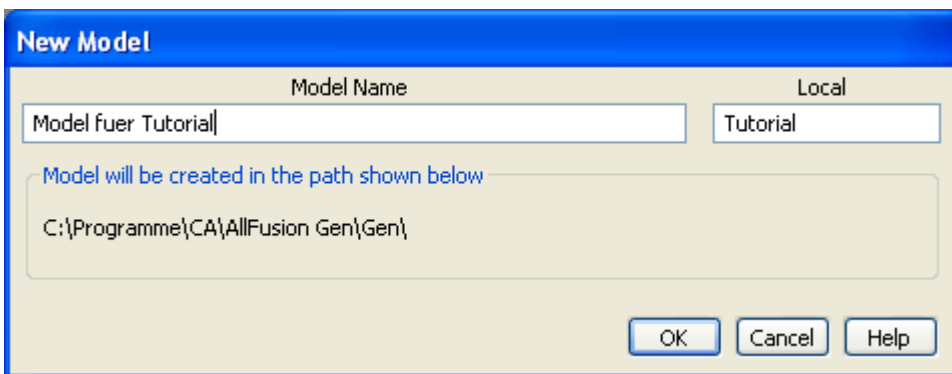 New Model
Model Name Local
Model fuer Tutorial Tutorial
Model will be created in the path shown below
C:\Programme\CA\AllFusion Gen\Gen\
OK Cancel Help